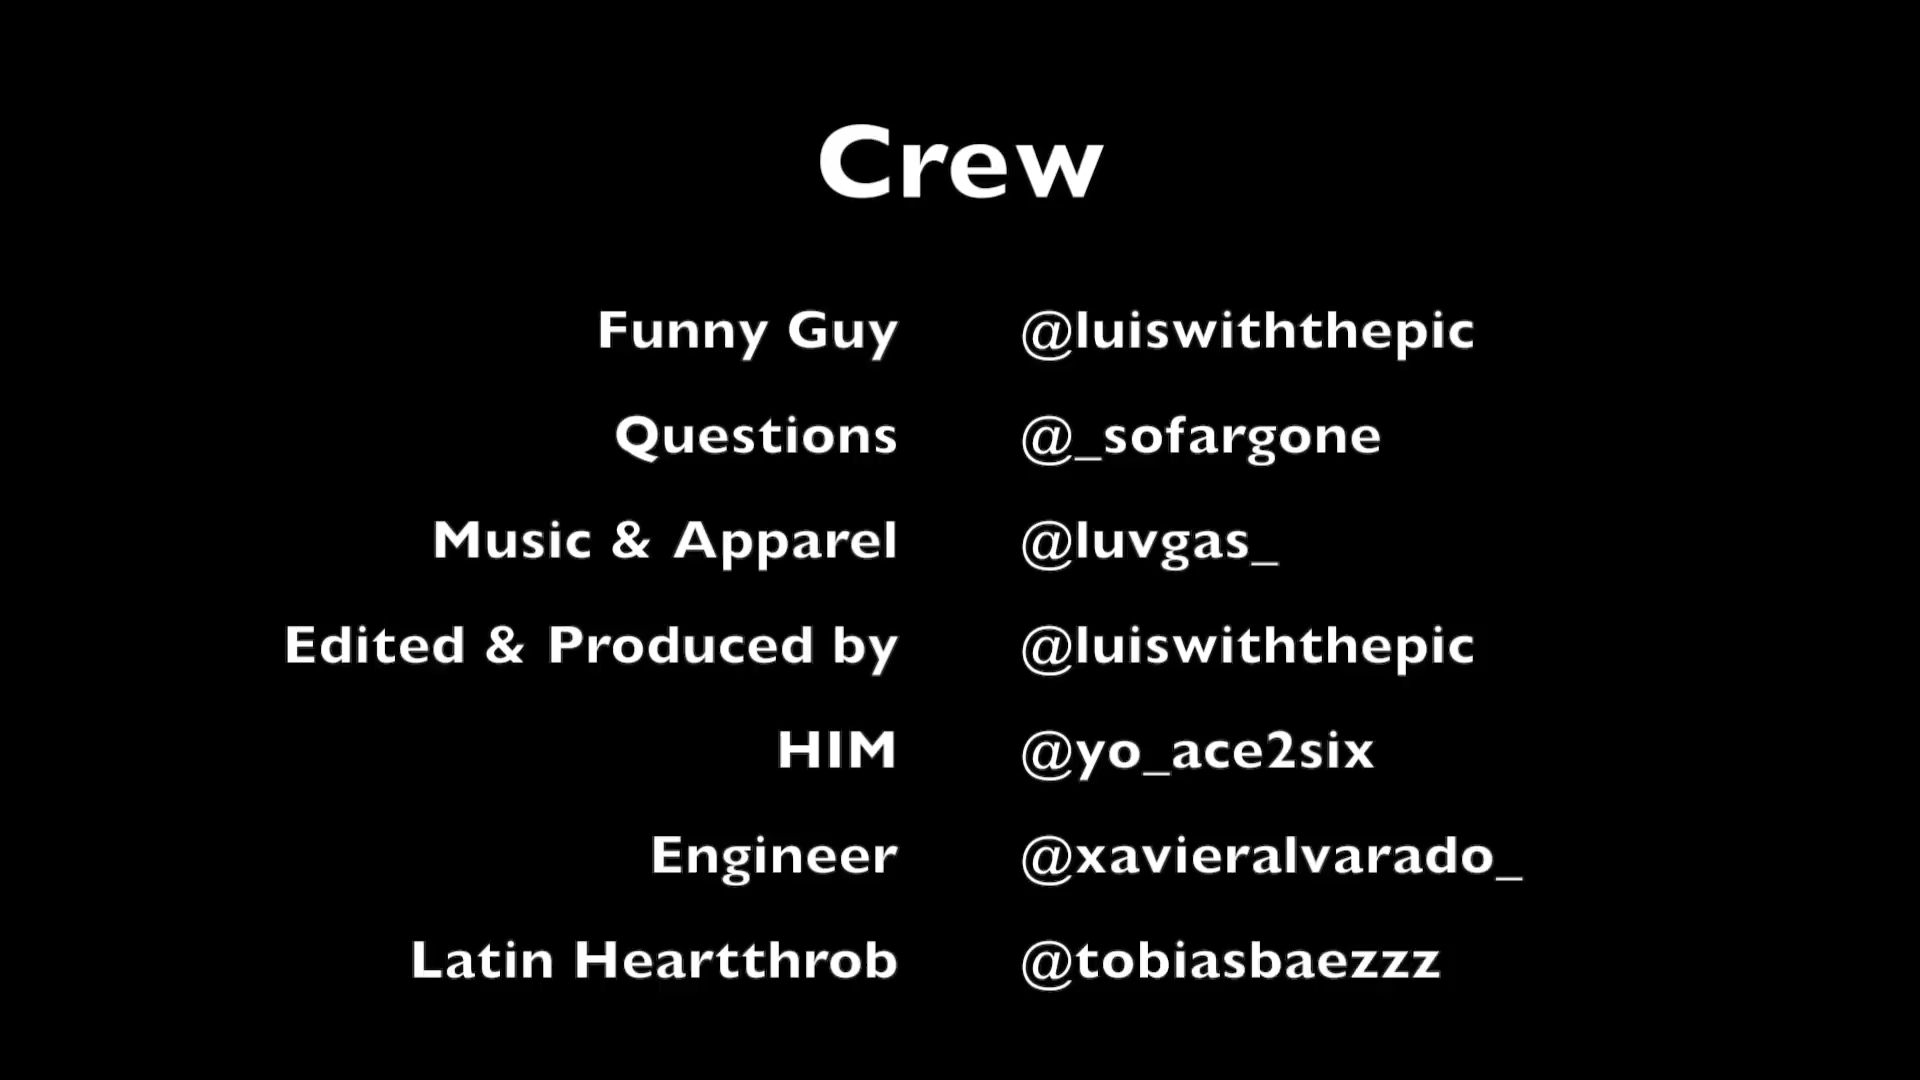 Crew
Funny Guy @luiswiththepic
Questions @_sofargone
Music & Apparel @luvgas_
Edited & Produced by @luiswiththepic
HIM @yo_ace2six
Engineer @xavieralvarado_
Latin Heartthrob @tobiasbaezzz